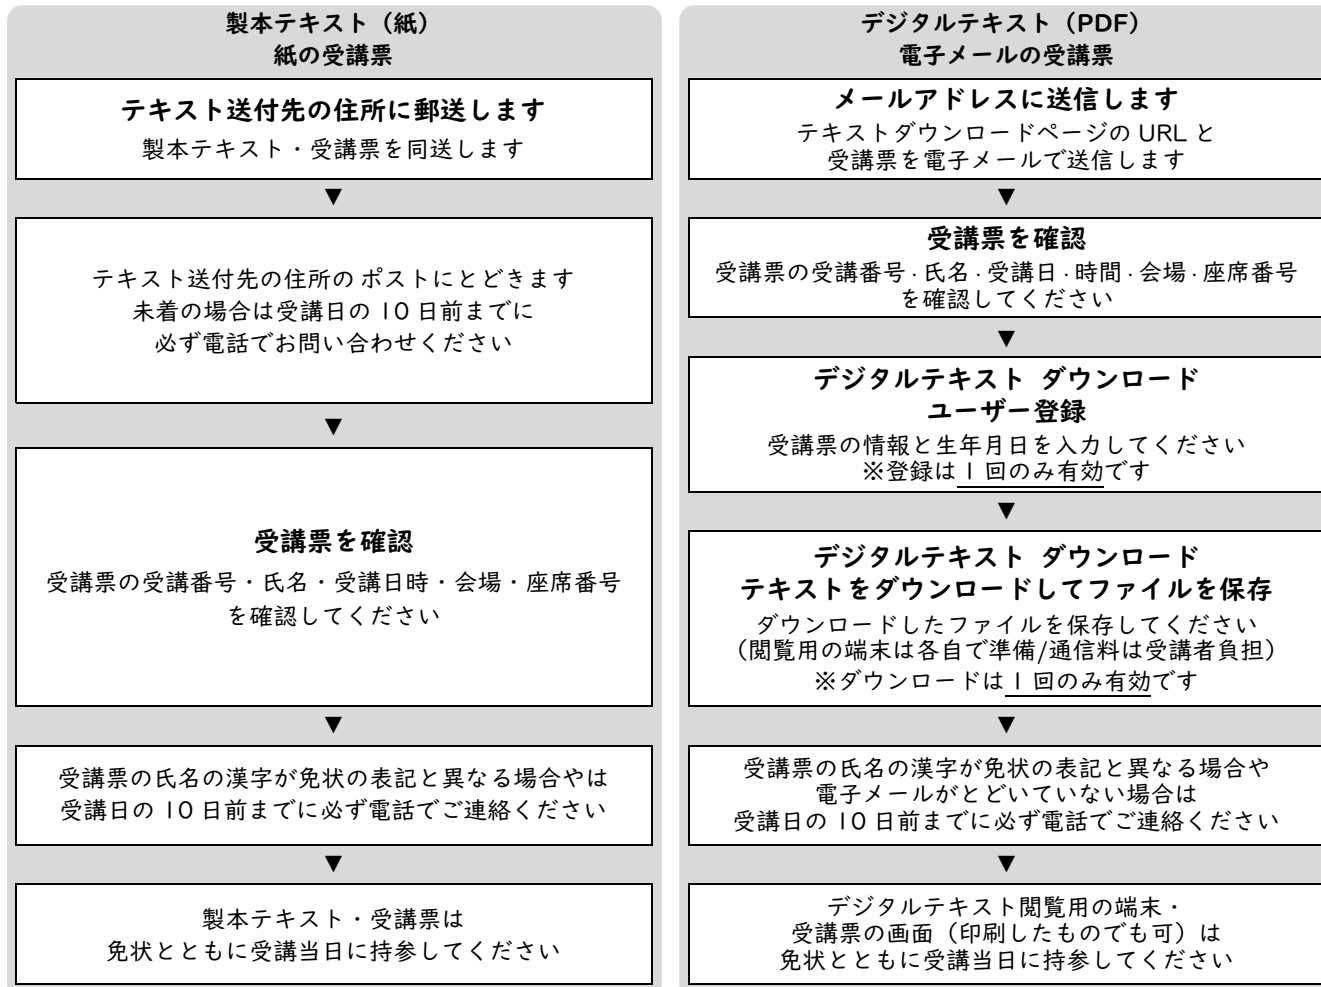 製本テキスト（紙）
紙の受講票
テキスト送付先の住所に郵送します
製本テキスト・受講票を同送します
▼
テキスト送付先の住所の ポストにとどきます
未着の場合は受講日の 10 日前までに
必ず電話でお問い合わせください
▼
受講票を確認
受講票の受講番号・氏名・受講日時・会場・座席番号
を確認してください
▼
受講票の氏名の漢字が免状の表記と異なる場合やは
受講日の 10 日前までに必ず電話でご連絡ください
▼
製本テキスト・受講票は
免状とともに受講当日に持参してください
デジタルテキスト（PDF）
電子メールの受講票
メールアドレスに送信します
テキストダウンロードページの URL と
受講票を電子メールで送信します
▼
受講票を確認
受講票の受講番号・氏名・受講日・時間・会場・座席番号
を確認してください
▼
デジタルテキスト ダウンロード
ユーザー登録
受講票の情報と生年月日を入力してください
※登録は 1 回のみ有効です
▼
デジタルテキスト ダウンロード
テキストをダウンロードしてファイルを保存
ダウンロードしたファイルを保存してください
（閲覧用の端末は各自で準備/通信料は受講者負担）
※ダウンロードは 1 回のみ有効です
▼
受講票の氏名の漢字が免状の表記と異なる場合や
電子メールがとどいていない場合は
受講日の 10 日前までに必ず電話でご連絡ください
▼
デジタルテキスト閲覧用の端末・
受講票の画面（印刷したものでも可）は
免状とともに受講当日に持参してください